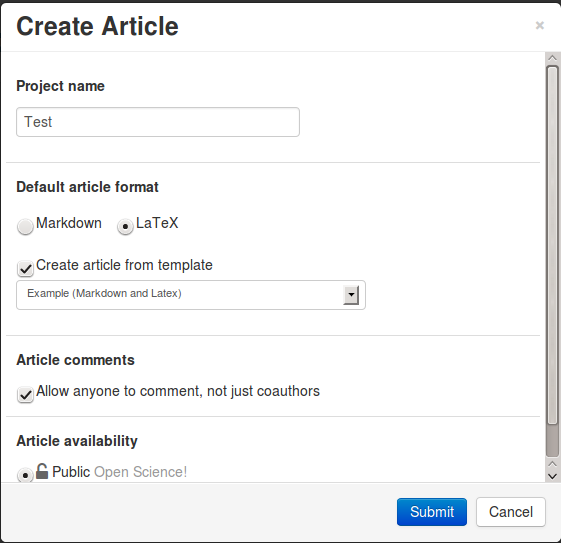 Create Article
×
Project name
Test
Default article format
Markdown LaTeX
Create article from template
Example (Markdown and Latex)
Article comments
Allow anyone to comment, not just coauthors
Article availability
Public Open Science!
Submit Cancel